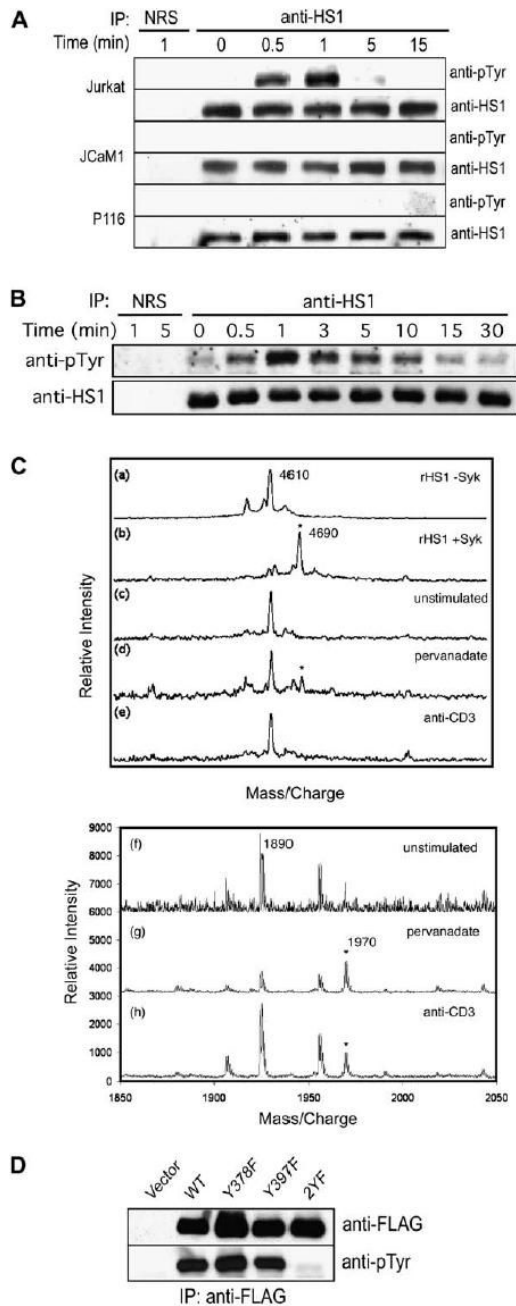 A
IP: NRS anti-HS1
Time (min) 1 0 0.5 1 5 15
Jurkat
anti-pTyr
anti-HS1
JCaM1
anti-pTyr
anti-HS1
P116
anti-pTyr
anti-HS1
B
IP: NRS anti-HS1
Time (min) 1 5 0 0.5 1 3 5 10 15 30
anti-pTyr
anti-HS1
C
(a) 4610 rHS1 -Syk
(b) * 4690 rHS1 +Syk
(c) unstimulated
(d) * pervanadate
(e) anti-CD3
Relative Intensity
Mass/Charge
9000
8000
7000
6000
5000
4000
3000
2000
1000
0
(f) 1890 unstimulated
(g) 1970 pervanadate
*
(h) anti-CD3
*
Relative Intensity
1850 1900 1950 2000 2050
Mass/Charge
D
Vector WT Y378F Y397F 2YF
anti-FLAG
anti-pTyr
IP: anti-FLAG